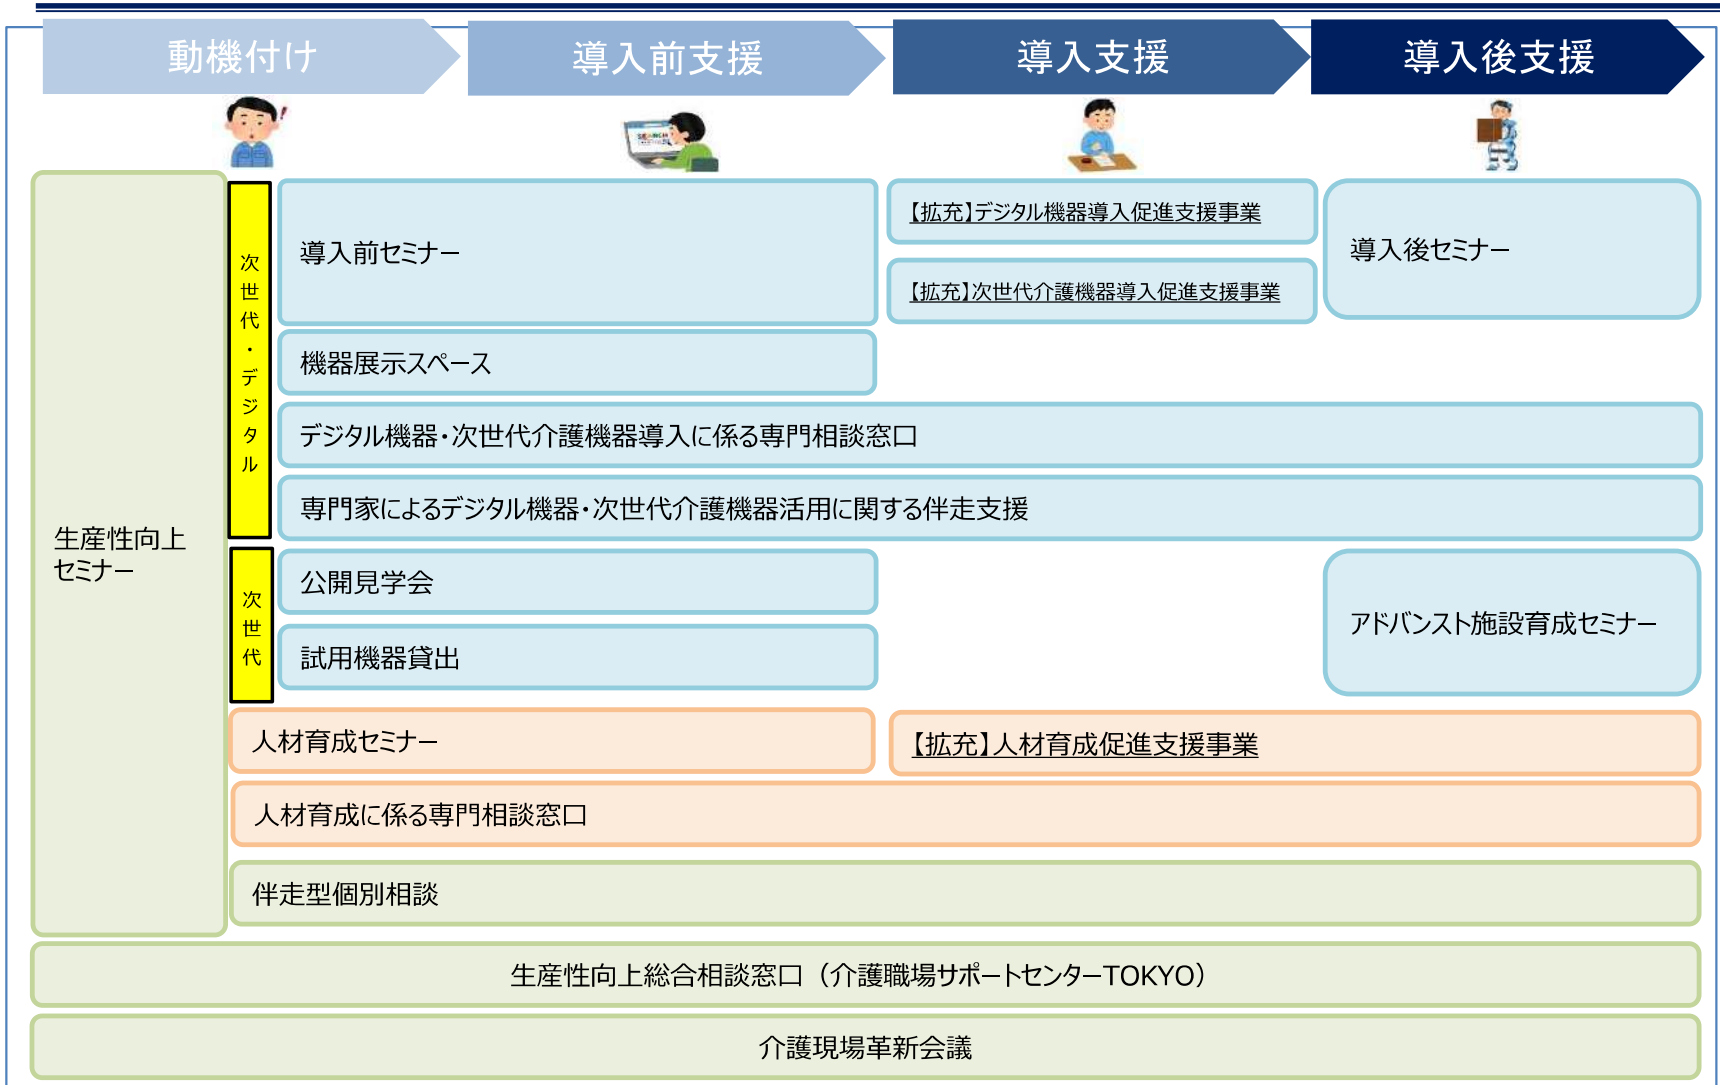 動機付け
導入前支援
導入支援
導入後支援
SEARCH
生産性向上
セミナー
次世代・デジタル
導入前セミナー
【拡充】デジタル機器導入促進支援事業
【拡充】次世代介護機器導入促進支援事業
導入後セミナー
機器展示スペース
デジタル機器・次世代介護機器導入に係る専門相談窓口
専門家によるデジタル機器・次世代介護機器活用に関する伴走支援
次世代
公開見学会
試用機器貸出
アドバンスト施設育成セミナー
人材育成セミナー
【拡充】人材育成促進支援事業
人材育成に係る専門相談窓口
伴走型個別相談
生産性向上総合相談窓口（介護職場サポートセンターTOKYO）
介護現場革新会議